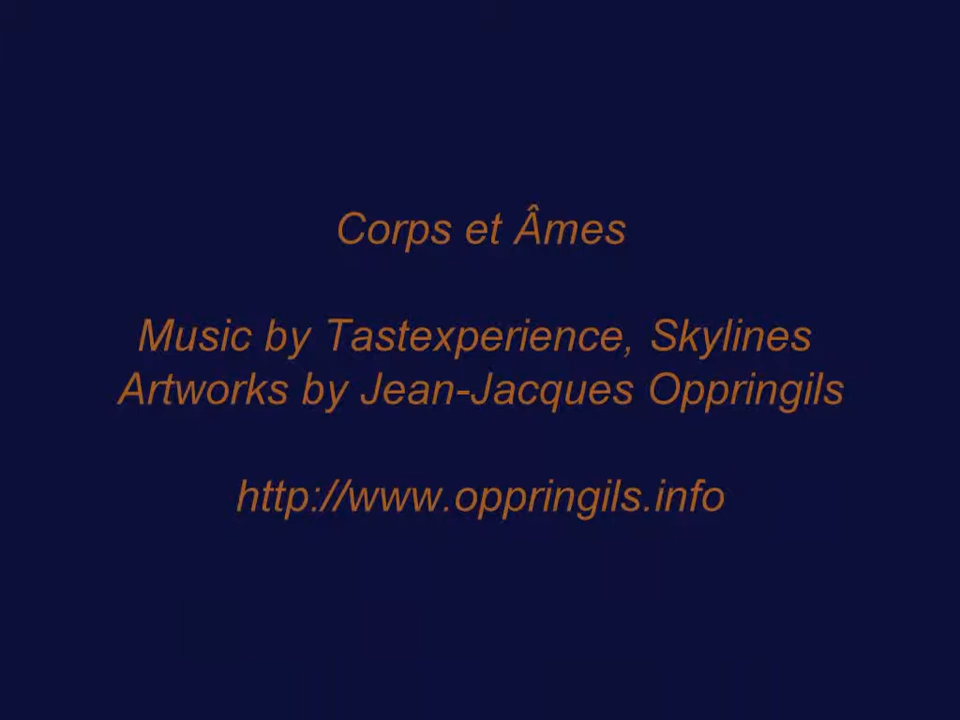 Corps et Âmes
Music by Tastexperience, Skylines
Artworks by Jean-Jacques Oppringils
http://www.oppringils.info